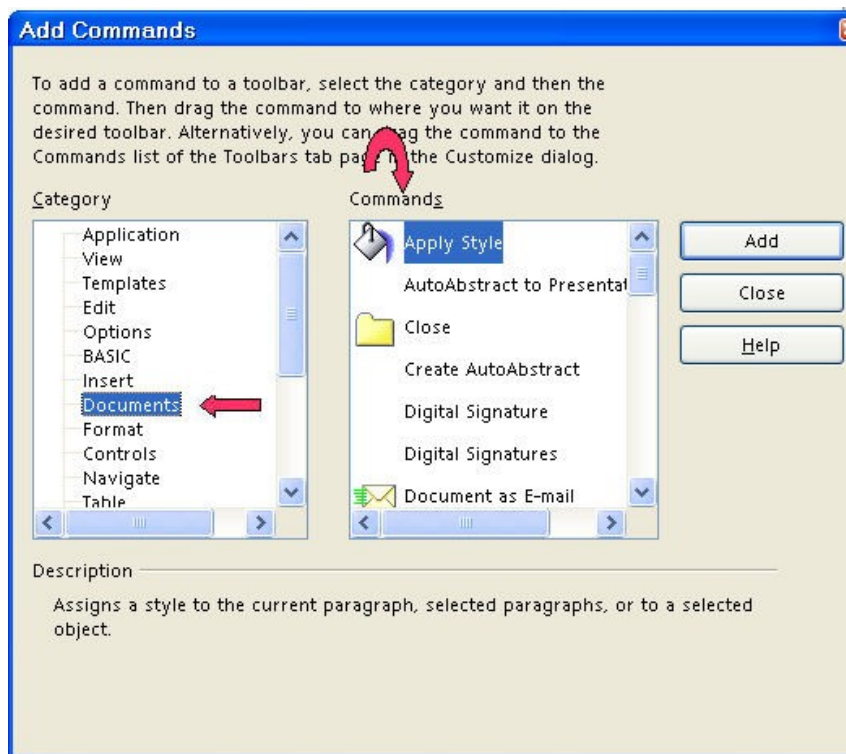 Add Commands
To add a command to a toolbar, select the category and then the
command. Then drag the command to where you want it on the
desired toolbar. Alternatively, you can drag the command to the
Commands list of the Toolbars tab page in the Customize dialog.
Category
Application
View
Templates
Edit
Options
BASIC
Insert
Documents
Format
Controls
Navigate
Table
Commands
Apply Style
AutoAbstract to Presentat
Close
Create AutoAbstract
Digital Signature
Digital Signatures
Document as E-mail
Add
Close
Help
Description
Assigns a style to the current paragraph, selected paragraphs, or to a selected
object.